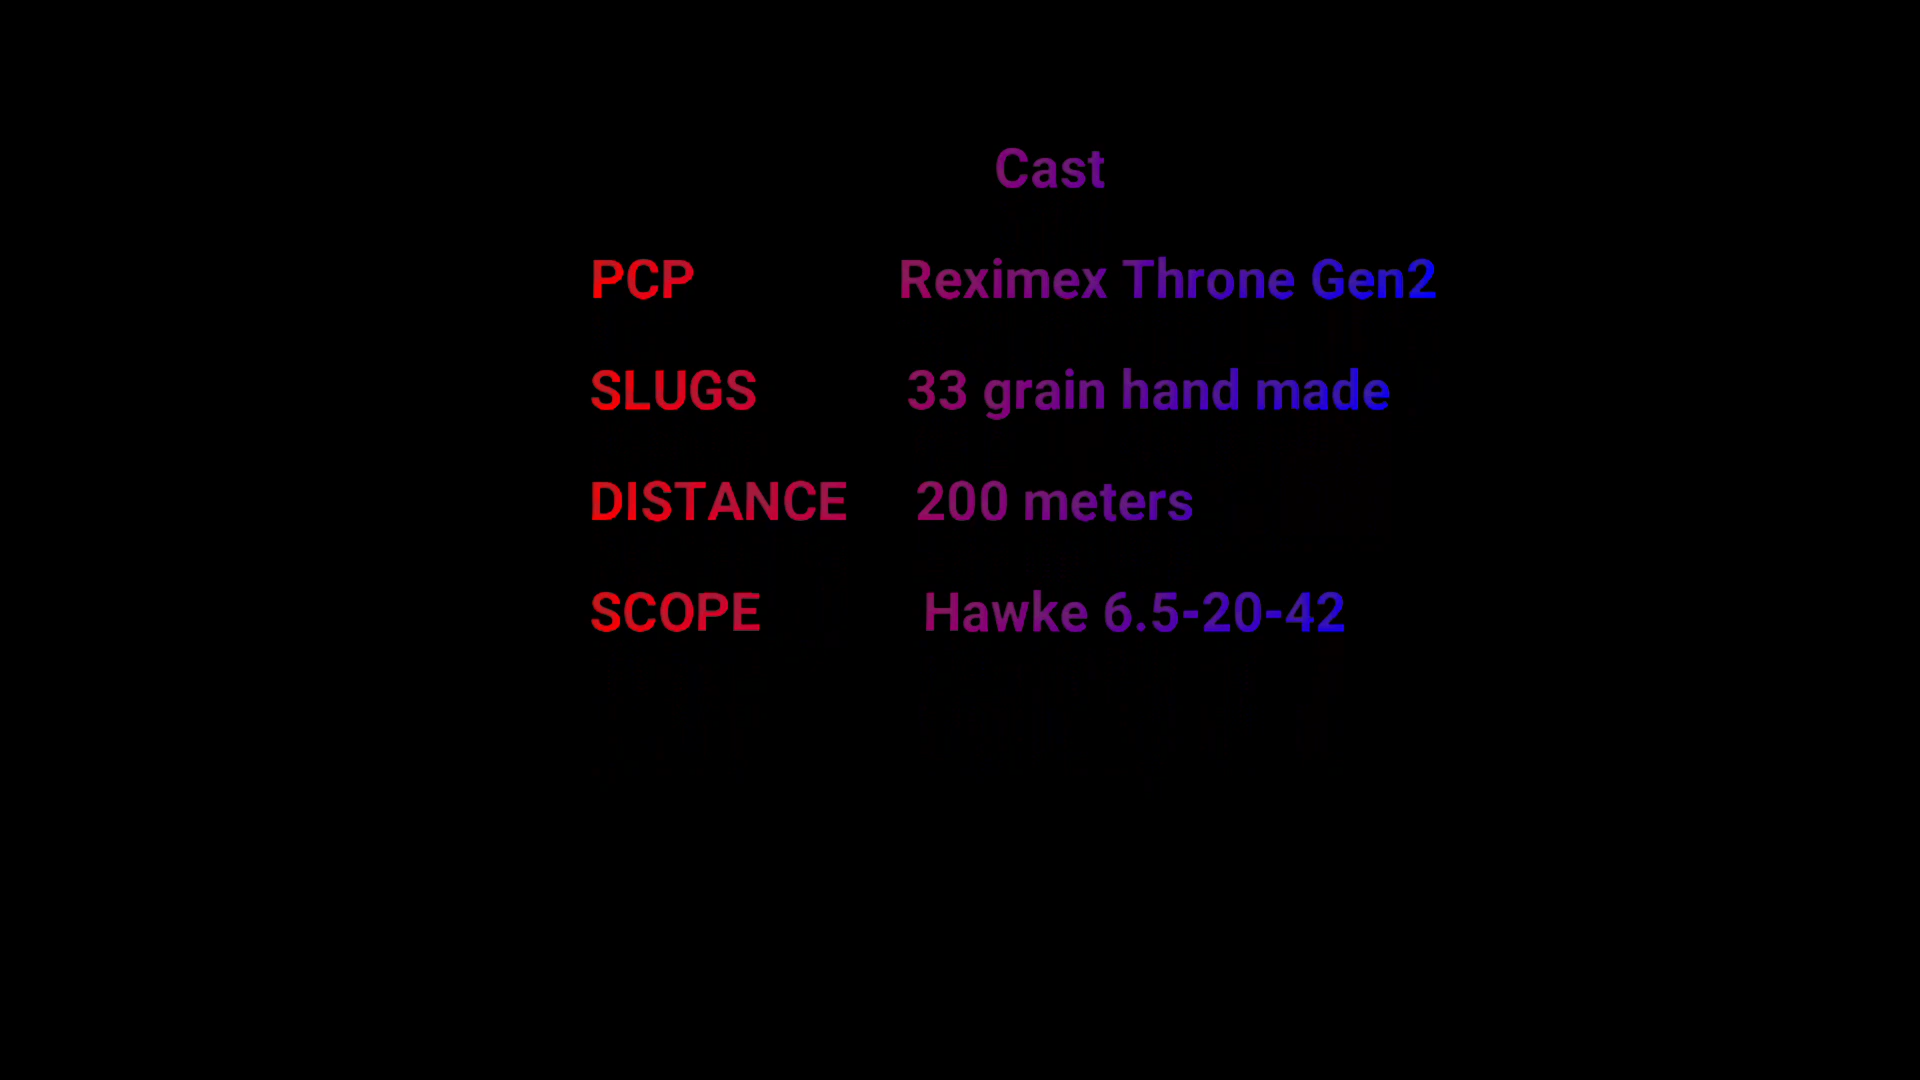 Cast
PCP Reximex Throne Gen2
SLUGS 33 grain hand made
DISTANCE 200 meters
SCOPE Hawke 6.5-20-42